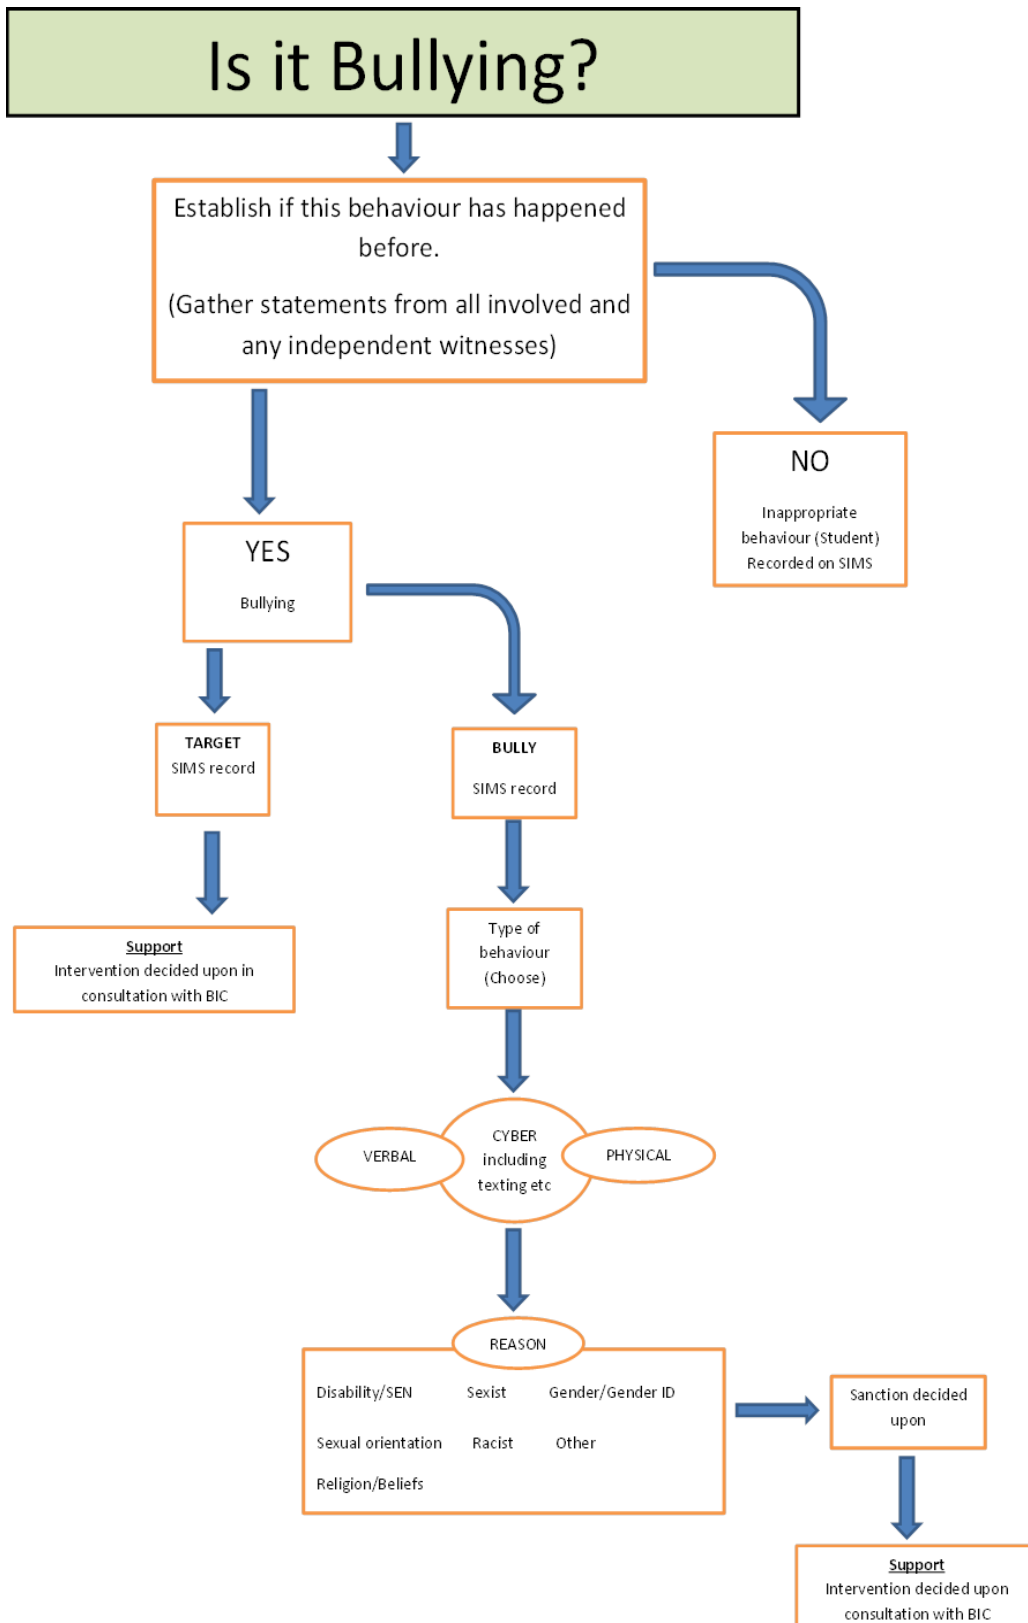 Is it Bullying?
Establish if this behaviour has happened
before.
(Gather statements from all involved and
any independent witnesses)
NO
Inappropriate
behaviour (Student)
Recorded on SIMS
YES
Bullying
TARGET
SIMS record
BULLY
SIMS record
Support
Intervention decided upon in
consultation with BIC
Type of
behaviour
(Choose)
VERBAL
CYBER
including
texting etc
PHYSICAL
REASON
Disability/SEN Sexist Gender/Gender ID
Sexual orientation Racist Other
Religion/Beliefs
Sanction decided
upon
Support
Intervention decided upon
consultation with BIC